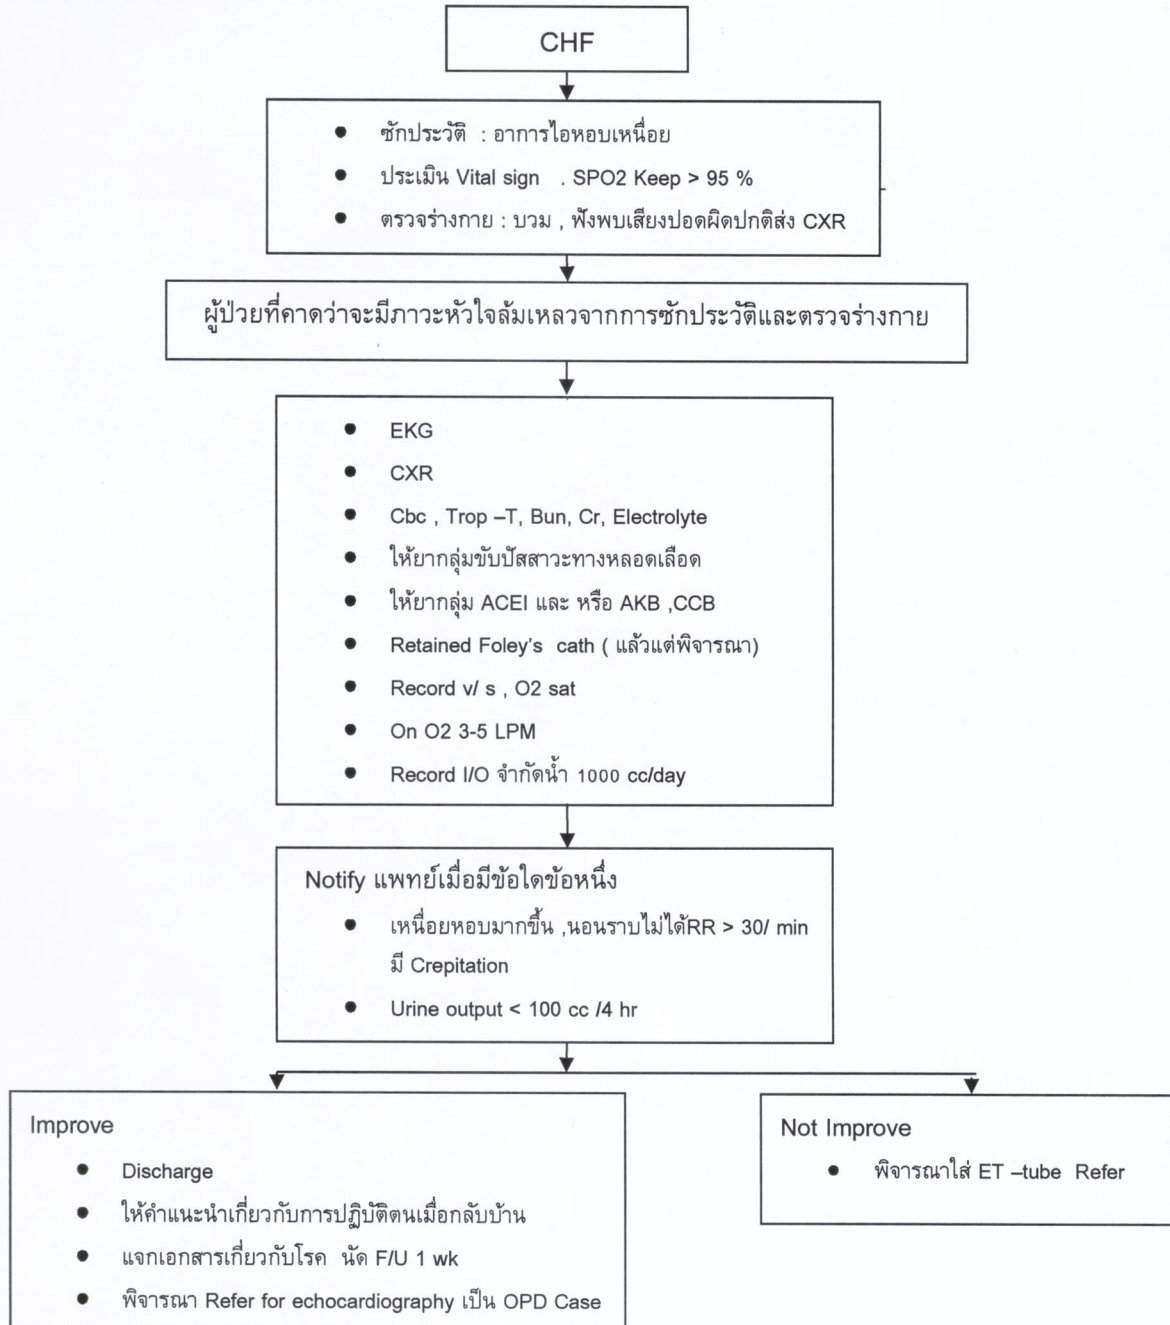 CHF
● ซักประวัติ : อาการไอหอบเหนื่อย
● ประเมิน Vital sign . SPO2 Keep > 95 %
● ตรวจร่างกาย : บวม , ฟังพบเสียงปอดผิดปกติส่ง CXR
ผู้ป่วยที่คาดว่าจะมีภาวะหัวใจล้มเหลวจากการซักประวัติและตรวจร่างกาย
● EKG
● CXR
● Cbc , Trop –T, Bun, Cr, Electrolyte
● ให้ยากลุ่มขับปัสสาวะทางหลอดเลือด
● ให้ยากลุ่ม ACEI และ หรือ AKB ,CCB
● Retained Foley's cath ( แล้วแต่พิจารณา)
● Record v/ s , O2 sat
● On O2 3-5 LPM
● Record I/O จำกัดน้ำ 1000 cc/day
Notify แพทย์เมื่อมีข้อใดข้อหนึ่ง
● เหนื่อยหอบมากขึ้น ,นอนราบไม่ได้RR > 30/ min
มี Crepitation
● Urine output < 100 cc /4 hr
Improve
● Discharge
● ให้คำแนะนำเกี่ยวกับการปฏิบัติตนเมื่อกลับบ้าน
● แจกเอกสารเกี่ยวกับโรค นัด F/U 1 wk
● พิจารณา Refer for echocardiography เป็น OPD Case
Not Improve
● พิจารณาใส่ ET –tube Refer